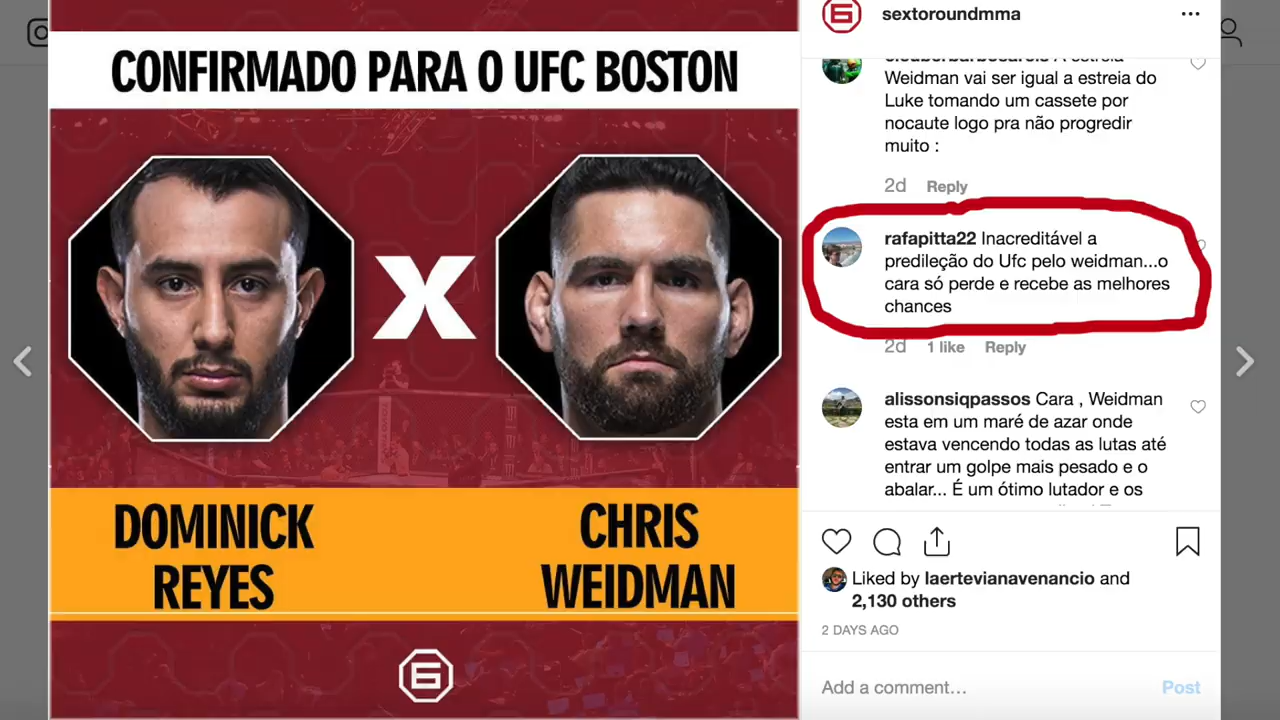 CONFIRMADO PARA O UFC BOSTON
X
DOMINICK
REYES
CHRIS
WEIDMAN
6
6
sextoroundmma
Weidman vai ser igual a estreia do
Luke tomando um cassete por
nocaute logo pra não progredir
muito :
2d Reply
rafapitta22 Inacreditável a
predileção do Ufc pelo weidman...o
cara só perde e recebe as melhores
chances
2d 1 like Reply
alissonsiqpassos Cara , Weidman
esta em um maré de azar onde
estava vencendo todas as lutas até
entrar um golpe mais pesado e o
abalar... É um ótimo lutador e os
Liked by laertevianavenancio and
2,130 others
2 DAYS AGO
Add a comment... Post